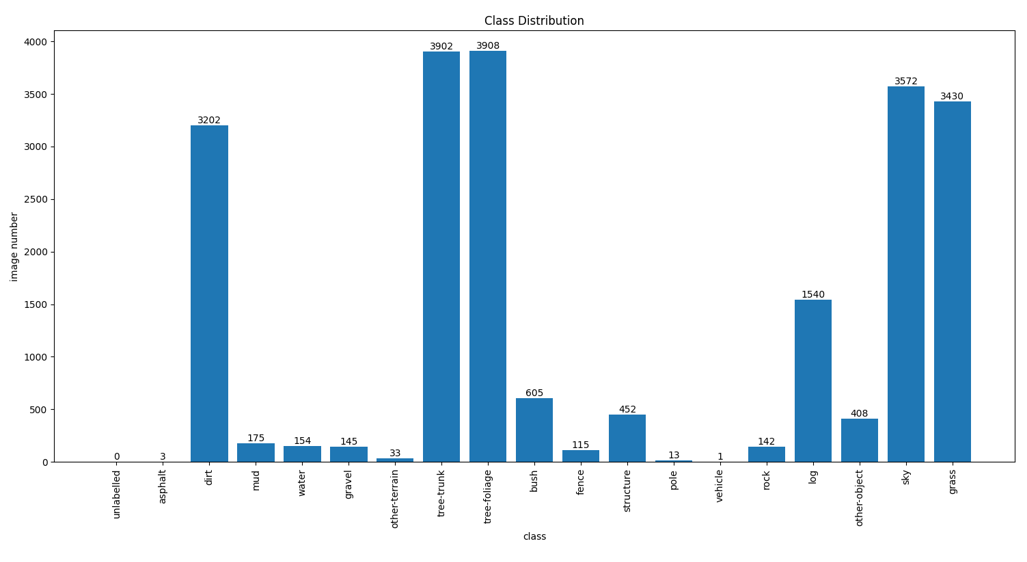 Class Distribution
image number
4000
3500
3000
2500
2000
1500
1000
500
0
0
3
3202
175
154
145
33
3902
3908
605
115
452
13
1
142
1540
408
3572
3430
unlabelled
asphalt
dirt
mud
water
gravel
other-terrain
tree-trunk
tree-foliage
bush
fence
structure
pole
vehicle
rock
log
other-object
sky
grass
class